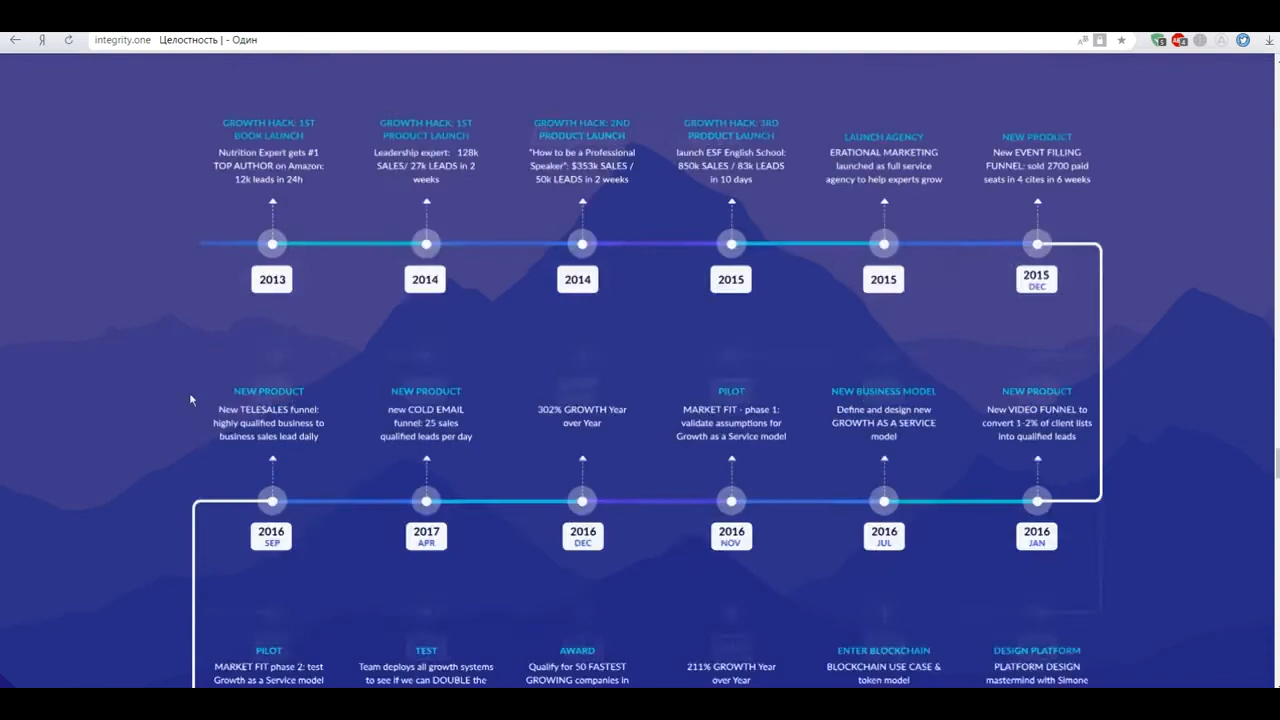 integrity.one Целостность | - Один
GROWTH HACK: 1ST
BOOK LAUNCH
Nutrition Expert gets #1
TOP AUTHOR on Amazon:
12k leads in 24h
GROWTH HACK: 1ST
PRODUCT LAUNCH
Leadership expert: 128k
SALES/ 27k LEADS in 2
weeks
GROWTH HACK: 2ND
PRODUCT LAUNCH
"How to be a Professional
Speaker": $353k SALES /
50k LEADS in 2 weeks
GROWTH HACK: 3RD
PRODUCT LAUNCH
launch ESF English School:
850k SALES / 83k LEADS
in 10 days
LAUNCH AGENCY
ERATIONAL MARKETING
launched as full service
agency to help experts grow
NEW PRODUCT
New EVENT FILLING
FUNNEL: sold 2700 paid
seats in 4 cites in 6 weeks
2013
2014
2014
2015
2015
2015
DEC
NEW PRODUCT
New TELESALES funnel:
highly qualified business to
business sales lead daily
NEW PRODUCT
new COLD EMAIL
funnel: 25 sales
qualified leads per day
302% GROWTH Year
over Year
PILOT
MARKET FIT - phase 1:
validate assumptions for
Growth as a Service model
NEW BUSINESS MODEL
Define and design new
GROWTH AS A SERVICE
model
NEW PRODUCT
New VIDEO FUNNEL to
convert 1-2% of client lists
into qualified leads
2016
SEP
2017
APR
2016
DEC
2016
NOV
2016
JUL
2016
JAN
PILOT
MARKET FIT phase 2: test
Growth as a Service model
TEST
Team deploys all growth systems
to see if we can DOUBLE the
AWARD
Qualify for 50 FASTEST
GROWING companies in
211% GROWTH Year
over Year
ENTER BLOCKCHAIN
BLOCKCHAIN USE CASE &
token model
DESIGN PLATFORM
PLATFORM DESIGN
mastermind with Simone